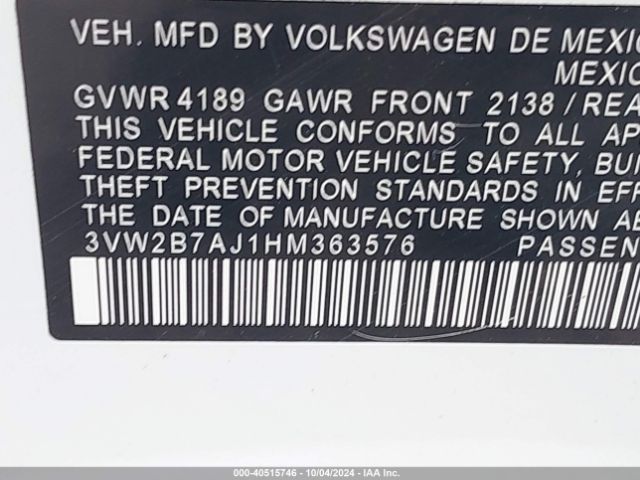 VEH. MFD BY VOLKSWAGEN DE MEXIC
MEXIC
GVWR 4189 GAWR FRONT 2138 / REA
THIS VEHICLE CONFORMS TO ALL AP
FEDERAL MOTOR VEHICLE SAFETY, BU
THEFT PREVENTION STANDARDS IN EFF
THE DATE OF MANUFACTURE SHOWN AB
3VW2B7AJ1HM363576 PASSEN
00-40515746 - 10/04/2024 - IAA Inc.